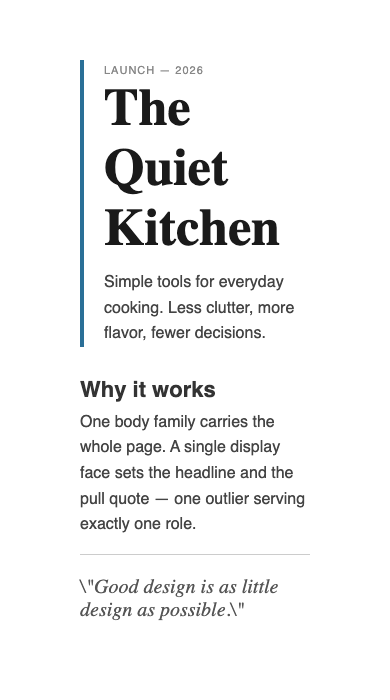 LAUNCH — 2026
The
Quiet
Kitchen
Simple tools for everyday
cooking. Less clutter, more
flavor, fewer decisions.
Why it works
One body family carries the
whole page. A single display
face sets the headline and the
pull quote — one outlier serving
exactly one role.
\"Good design is as little
design as possible.\"